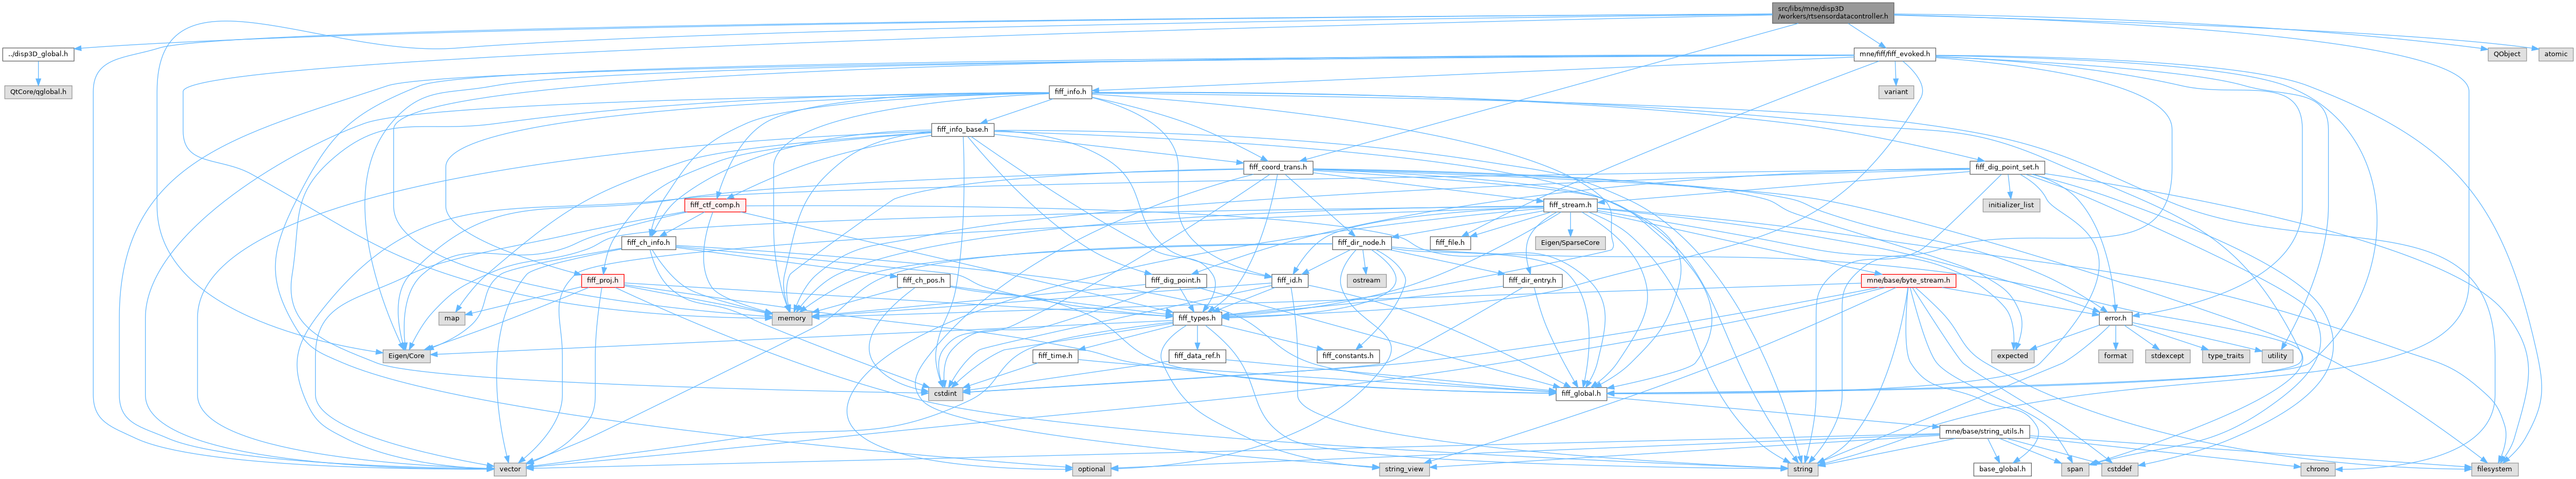 src/libs/mne/disp3D
/workers/rtsensordatacontroller.h
../disp3D_global.h
mne/fiff/fiff_evoked.h
QObject
atomic
QtCore/qglobal.h
fiff_info.h
variant
fiff_info_base.h
fiff_coord_trans.h
fiff_dig_point_set.h
fiff_ctf_comp.h
fiff_stream.h
initializer_list
fiff_ch_info.h
fiff_dir_node.h
fiff_file.h
Eigen/SparseCore
fiff_proj.h
fiff_ch_pos.h
fiff_dig_point.h
fiff_id.h
ostream
fiff_dir_entry.h
mne/base/byte_stream.h
map
memory
fiff_types.h
error.h
Eigen/Core
fiff_time.h
fiff_data_ref.h
fiff_constants.h
expected
format
stdexcept
type_traits
utility
cstdint
fiff_global.h
mne/base/string_utils.h
vector
optional
string_view
string
base_global.h
span
cstddef
chrono
filesystem